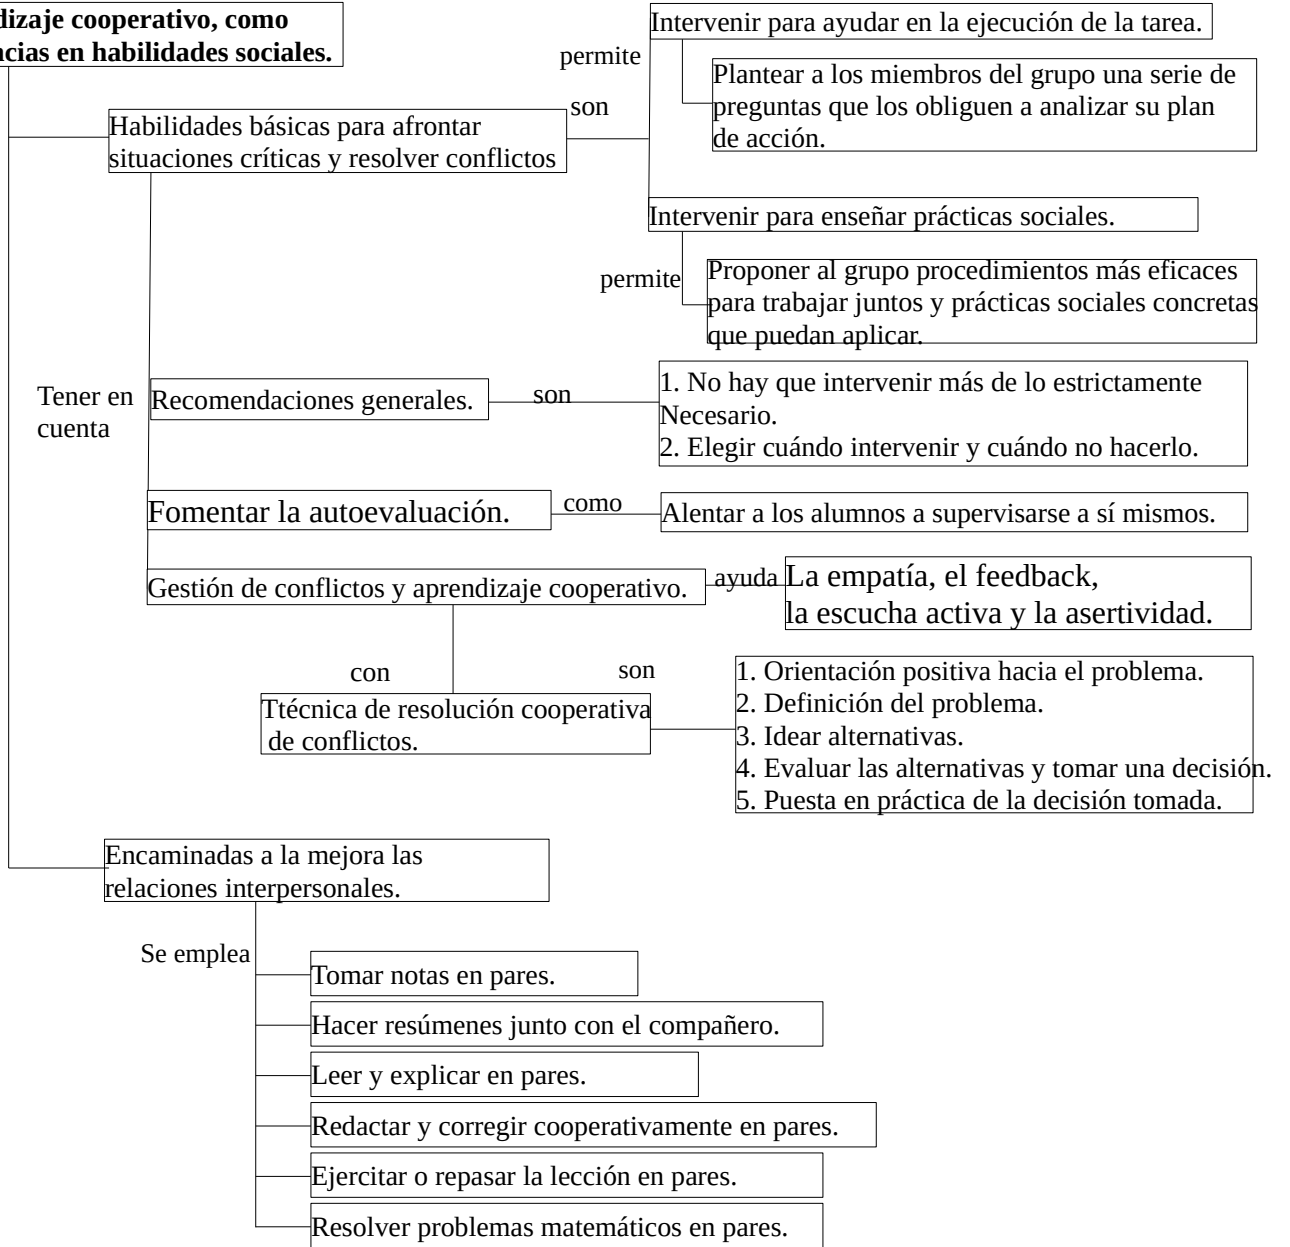 dizaje cooperativo, como
cias en habilidades sociales.
permite
Intervenir para ayudar en la ejecución de la tarea.
Plantear a los miembros del grupo una serie de
preguntas que los obliguen a analizar su plan
de acción.
Habilidades básicas para afrontar
situaciones críticas y resolver conflictos
son
Intervenir para enseñar prácticas sociales.
permite
Proponer al grupo procedimientos más eficaces
para trabajar juntos y prácticas sociales concretas
que puedan aplicar.
Tener en
cuenta
Recomendaciones generales.
son
1. No hay que intervenir más de lo estrictamente
Necesario.
2. Elegir cuándo intervenir y cuándo no hacerlo.
Fomentar la autoevaluación.
como
Alentar a los alumnos a supervisarse a sí mismos.
Gestión de conflictos y aprendizaje cooperativo.
ayuda
La empatía, el feedback,
la escucha activa y la asertividad.
con
Ttécnica de resolución cooperativa
de conflictos.
son
1. Orientación positiva hacia el problema.
2. Definición del problema.
3. Idear alternativas.
4. Evaluar las alternativas y tomar una decisión.
5. Puesta en práctica de la decisión tomada.
Encaminadas a la mejora las
relaciones interpersonales.
Se emplea
Tomar notas en pares.
Hacer resúmenes junto con el compañero.
Leer y explicar en pares.
Redactar y corregir cooperativamente en pares.
Ejercitar o repasar la lección en pares.
Resolver problemas matemáticos en pares.